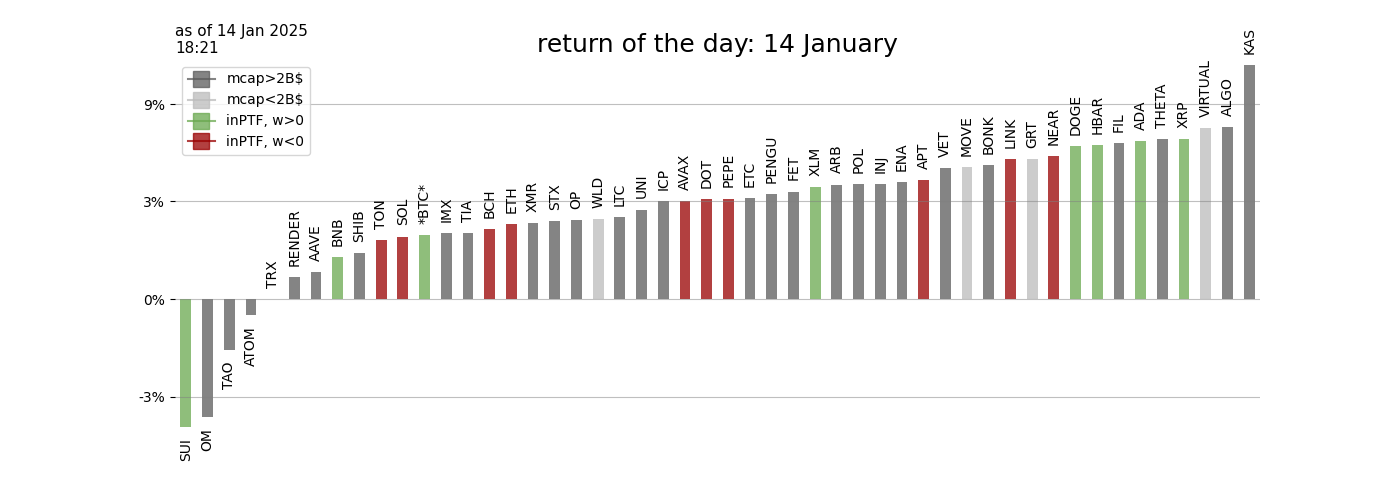 as of 14 Jan 2025
18:21
return of the day: 14 January
mcap>2B$
mcap<2B$
inPTF, w>0
inPTF, w<0
9%
3%
0%
-3%
SUI
OM
TAO
ATOM
TRX
RENDER
AAVE
BNB
SHIB
TON
SOL
*BTC*
IMX
TIA
BCH
ETH
XMR
STX
OP
WLD
LTC
UNI
ICP
AVAX
DOT
PEPE
ETC
PENGU
FET
XLM
ARB
POL
INJ
ENA
APT
VET
MOVE
BONK
LINK
GRT
NEAR
DOGE
HBAR
FIL
ADA
THETA
XRP
VIRTUAL
ALGO
KAS